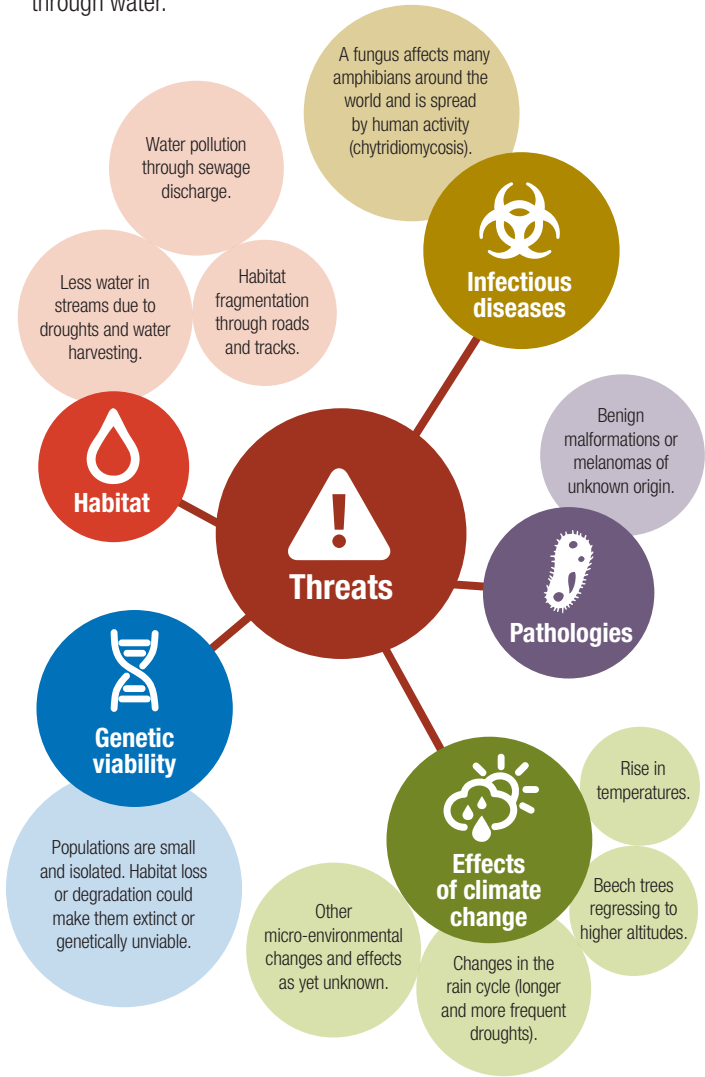 through water.
A fungus affects many
amphibians around the
world and is spread
by human activity
(chytridiomycosis).
Infectious
diseases
Water pollution
through sewage
discharge.
Less water in
streams due to
droughts and water
harvesting.
Habitat
fragmentation
through roads
and tracks.
Habitat
Benign
malformations or
melanomas of
unknown origin.
Pathologies
Threats
Genetic
viability
Populations are small
and isolated. Habitat loss
or degradation could
make them extinct or
genetically unviable.
Effects
of climate
change
Rise in
temperatures.
Beech trees
regressing to
higher altitudes.
Changes in the
rain cycle (longer
and more frequent
droughts).
Other
micro-environmental
changes and effects
as yet unknown.